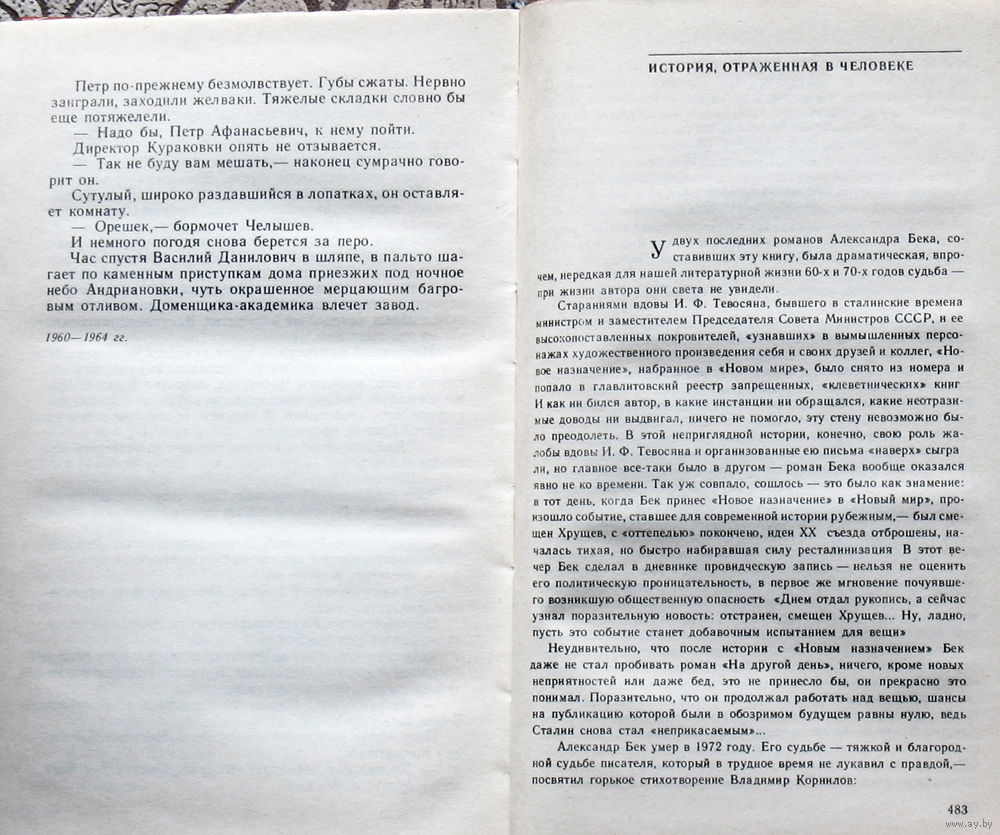 Петр по-прежнему безмолвствует. Губы сжаты. Нервно
заиграли, заходили желваки. Тяжелые складки словно бы
еще потяжелели.
— Надо бы, Петр Афанасьевич, к нему пойти.
Директор Кураковки опять не отзывается.
— Так не буду вам мешать,— наконец сумрачно гово-
рит он.
Сутулый, широко раздавшийся в лопатках, он оставля-
ет комнату.
— Орешек,— бормочет Челышев.
И немного погодя снова берется за перо.
Час спустя Василий Данилович в шляпе, в пальто ша-
гает по каменным приступкам дома приезжих под ночное
небо Андриановки, чуть окрашенное мерцающим багро-
вым отливом. Доменщика-академика влечет завод.
1960—1964 гг.
ИСТОРИЯ, ОТРАЖЕННАЯ В ЧЕЛОВЕКЕ
У двух последних романов Александра Бека, со-
ставивших эту книгу, была драматическая, впро-
чем, нередкая для нашей литературной жизни 60-х и 70-х годов судьба —
при жизни автора они света не увидели.
Стараниями вдовы И. Ф. Тевосяна, бывшего в сталинские времена
министром и заместителем Председателя Совета Министров СССР, и ее
высокопоставленных покровителей, «узнавших» в вымышленных персо-
нажах художественного произведения себя и своих друзей и коллег, «Но-
вое назначение», набранное в «Новом мире», было снято из номера и
попало в главлитовский реестр запрещенных, «клеветнических» книг
И как ни бился автор, в какие инстанции ни обращался, какие неотрази-
мые доводы ни выдвигал, ничего не помогло, эту стену невозможно бы-
ло преодолеть. В этой неприглядной истории, конечно, свою роль жа-
лобы вдовы И. Ф. Тевосяна и организованные ею письма «наверх» сыгра
ли, но главное все-таки было в другом — роман Бека вообще оказался
явно не ко времени. Так уж совпало, сошлось — это было как знамение:
в тот день, когда Бек принес «Новое назначение» в «Новый мир», про-
изошло событие, ставшее для современной истории рубежным,— был сме-
щен Хрущев, с «оттепелью» покончено, идеи XX съезда отброшены, на-
чалась тихая, но быстро набиравшая силу ресталинизация В этот ве-
чер Бек сделал в дневнике провидческую запись — нельзя не оценить
его политическую проницательность, в первое же мгновение почуявше-
го возникшую общественную опасность «Днем отдал рукопись, а сейчас
узнал поразительную новость: отстранен, смещен Хрущев... Ну, ладно,
пусть это событие станет добавочным испытанием для вещи»
Неудивительно, что после истории с «Новым назначением» Бек
даже не стал пробивать роман «На другой день», ничего, кроме новых
неприятностей или даже бед, это не принесло бы, он прекрасно это
понимал. Поразительно, что он продолжал работать над вещью, шансы
на публикацию которой были в обозримом будущем равны нулю, ведь
Сталин снова стал «неприкасаемым»...
Александр Бек умер в 1972 году. Его судьбе — тяжкой и благород-
ной судьбе писателя, который в трудное время не лукавил с правдой,—
посвятил горькое стихотворение Владимир Корнилов:
483
www.ay.by